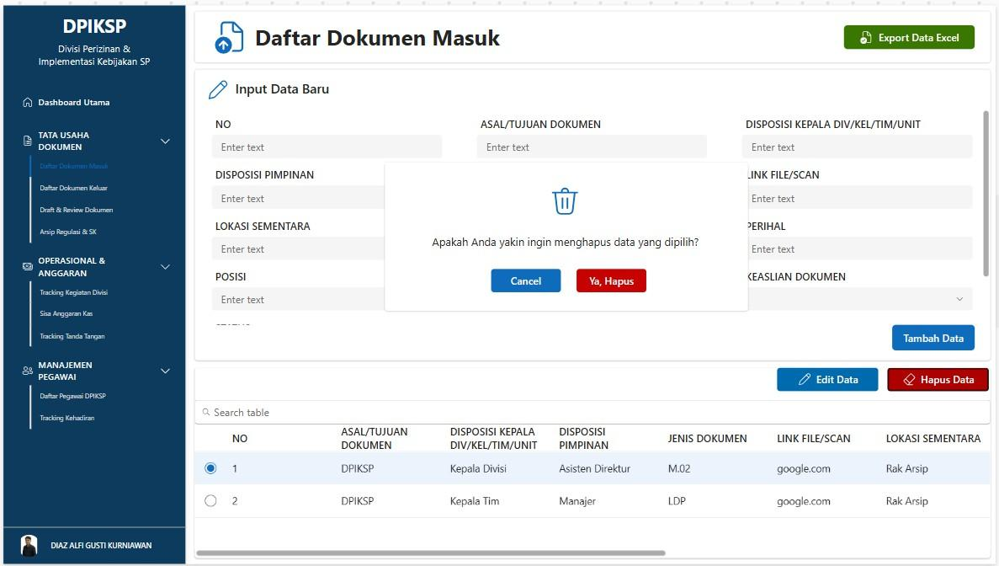 DPIKSP
Divisi Perizinan &
Implementasi Kebijakan SP
Dashboard Utama
TATA USAHA
DOKUMEN
Daftar Dokumen Masuk
Daftar Dokumen Keluar
Draft & Review Dokumen
Arsip Regulasi & SK
OPERASIONAL &
ANGGARAN
Tracking Kegiatan Divisi
Sisa Anggaran Kas
Tracking Tanda Tangan
MANAJEMEN
PEGAWAI
Daftar Pegawai DPIKSP
Tracking Kehadiran
DIAZ ALFI GUSTI KURNIAWAN
Daftar Dokumen Masuk
Export Data Excel
Input Data Baru
NO ASAL/TUJUAN DOKUMEN DISPOSISI KEPALA DIV/KEL/TIM/UNIT
Enter text Enter text Enter text
DISPOSISI PIMPINAN LINK FILE/SCAN
Enter text Enter text
LOKASI SEMENTARA PERIHAL
Enter text Enter text
POSISI KEASLIAN DOKUMEN
Enter text
Apakah Anda yakin ingin menghapus data yang dipilih?
Cancel Ya, Hapus
Tambah Data
Edit Data Hapus Data
Search table
NO ASAL/TUJUAN DOKUMEN DISPOSISI KEPALA DIV/KEL/TIM/UNIT DISPOSISI PIMPINAN JENIS DOKUMEN LINK FILE/SCAN LOKASI SEMENTARA
1 DPIKSP Kepala Divisi Asisten Direktur M.02 google.com Rak Arsip
2 DPIKSP Kepala Tim Manajer LDP google.com Rak Arsip